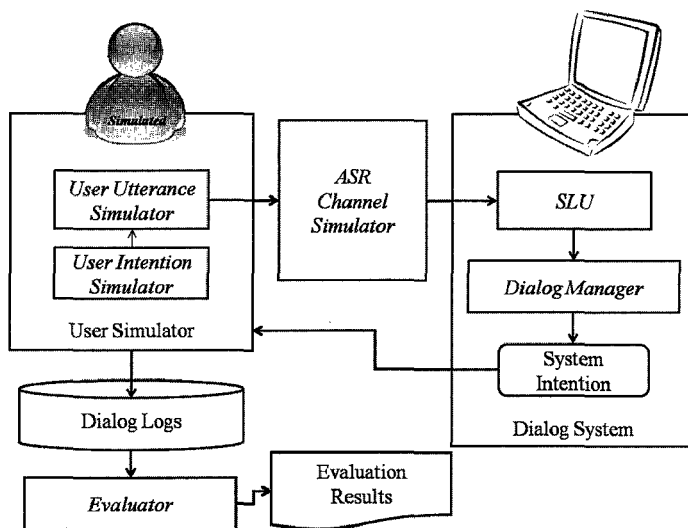 Simulated
User Utterance
Simulator
User Intention
Simulator
User Simulator
ASR
Channel
Simulator
SLU
Dialog Manager
System
Intention
Dialog System
Dialog Logs
Evaluator
Evaluation
Results